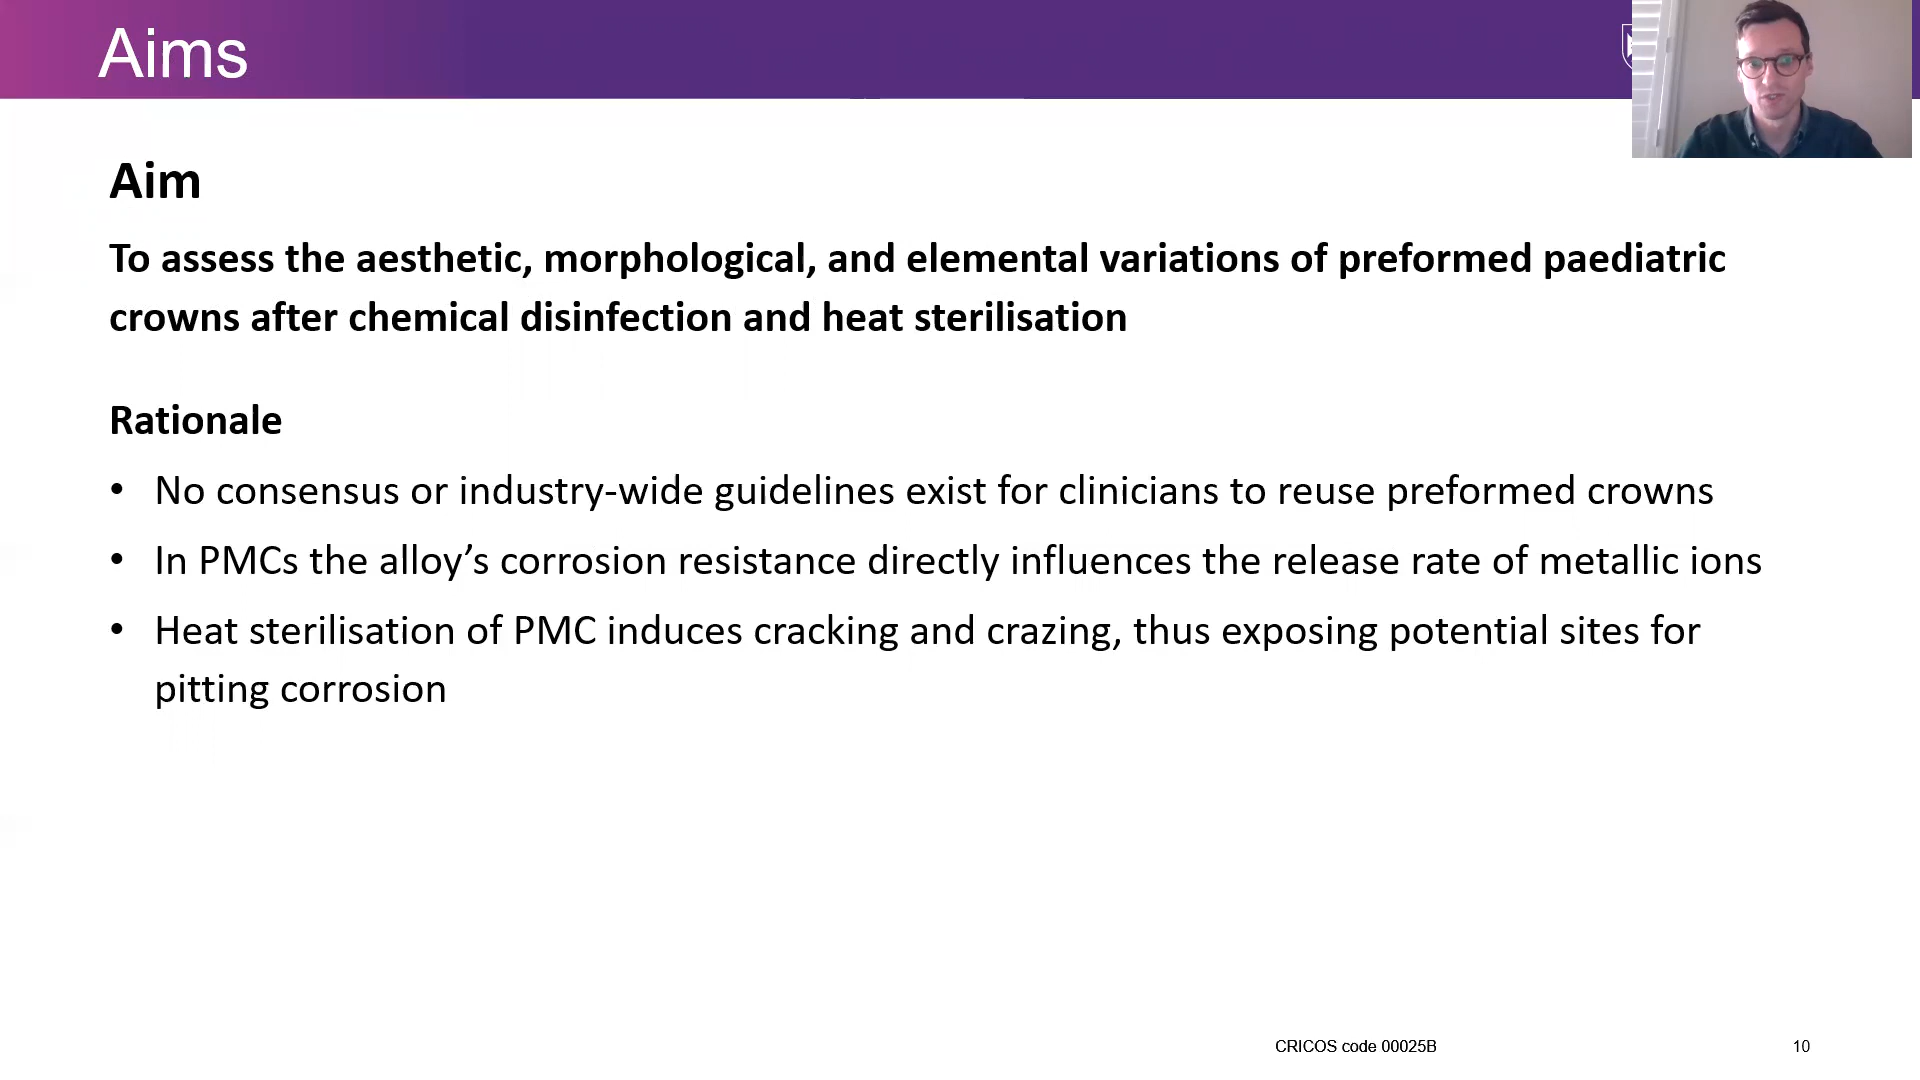 Aims
Aim
To assess the aesthetic, morphological, and elemental variations of preformed paediatric
crowns after chemical disinfection and heat sterilisation
Rationale
• No consensus or industry-wide guidelines exist for clinicians to reuse preformed crowns
• In PMCs the alloy’s corrosion resistance directly influences the release rate of metallic ions
• Heat sterilisation of PMC induces cracking and crazing, thus exposing potential sites for
pitting corrosion
CRICOS code 00025B
10